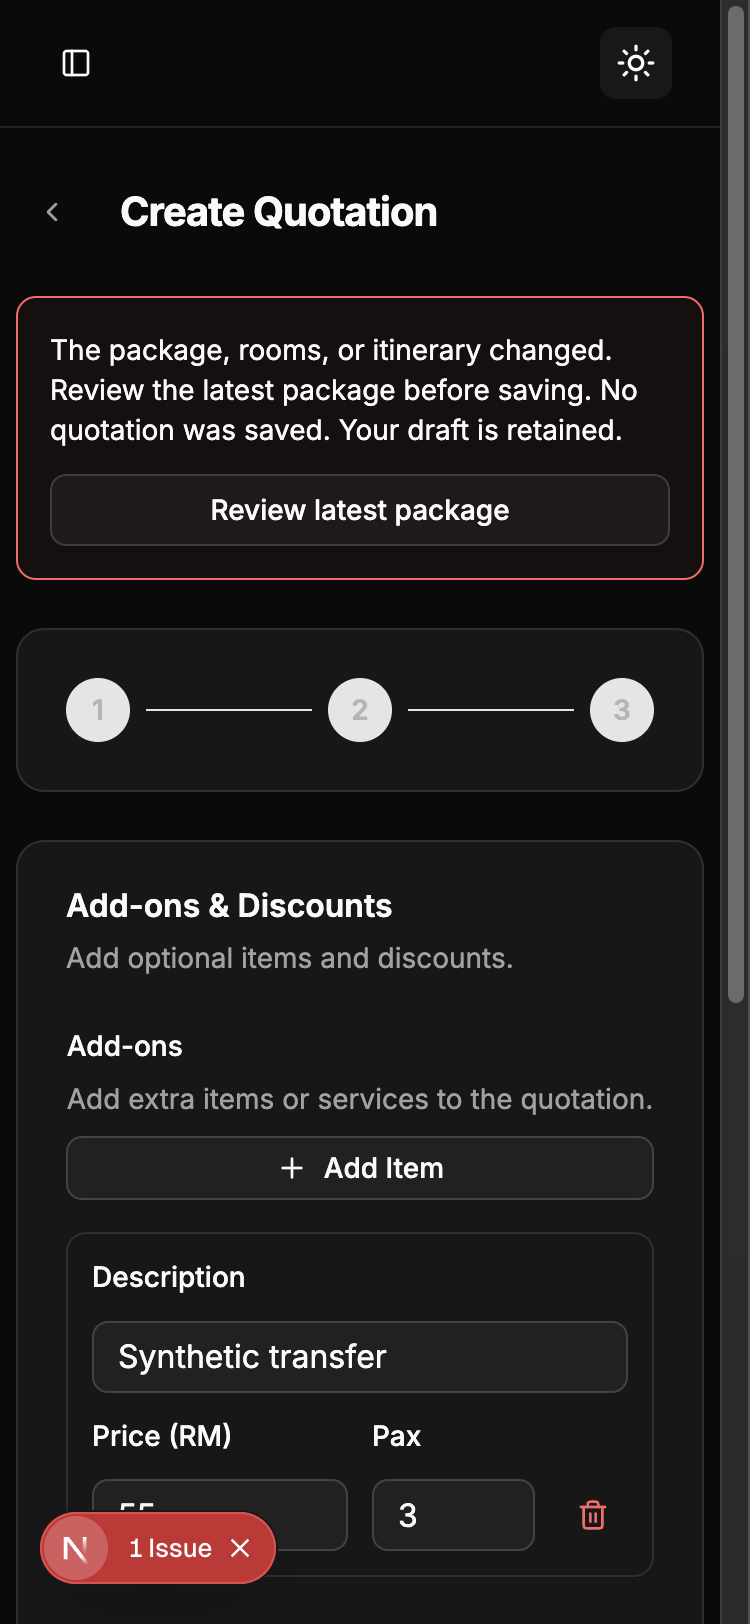 Create Quotation
The package, rooms, or itinerary changed.
Review the latest package before saving. No
quotation was saved. Your draft is retained.
Review latest package
1
2
3
Add-ons & Discounts
Add optional items and discounts.
Add-ons
Add extra items or services to the quotation.
Add Item
Description
Synthetic transfer
Price (RM)
Pax
55
3
N
1 Issue